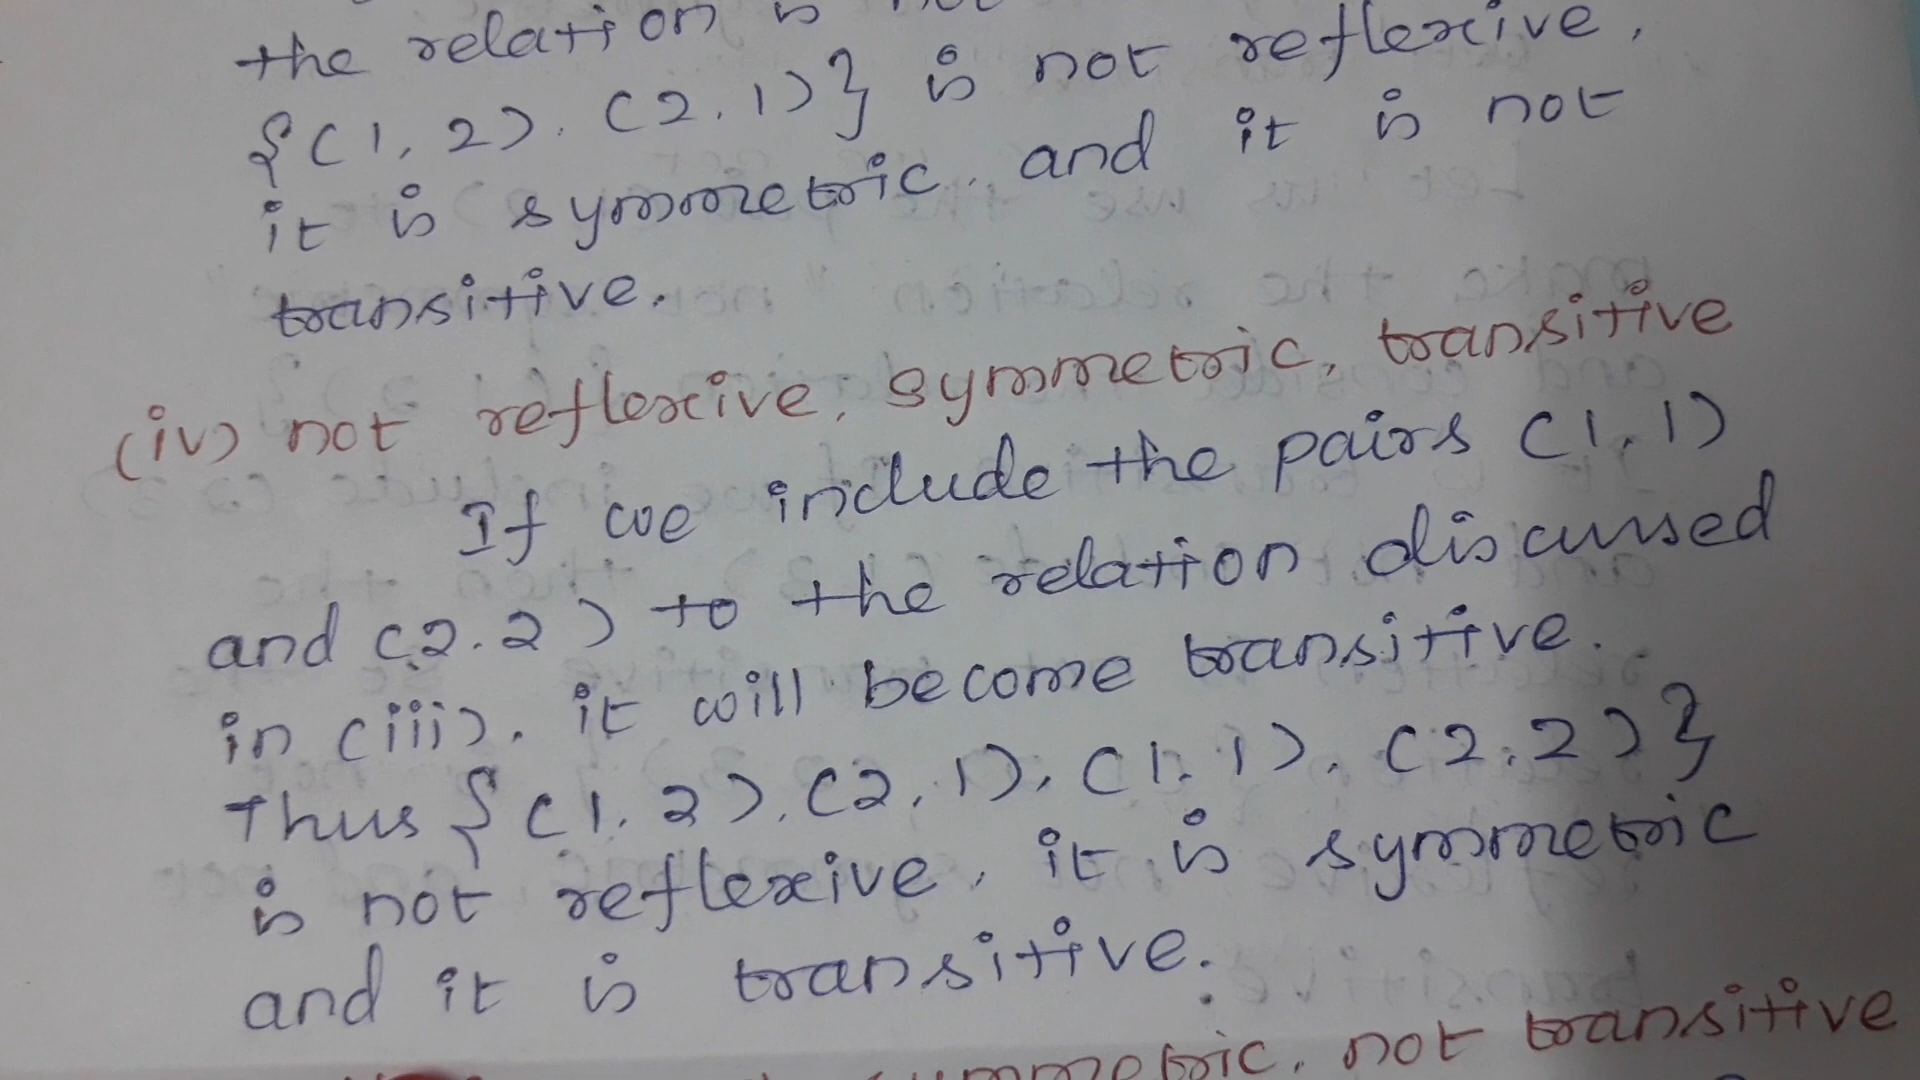 the relation is not
{(1, 2), (2, 1)} is not reflexive,
it is symmetric, and it is not
transitive.
(iv) not reflexive, symmetric, transitive
If we include the pairs (1, 1)
and (2, 2) to the relation discussed
in (iii), it will become transitive.
Thus {(1, 2), (2, 1), (1, 1), (2, 2)}
is not reflexive, it is symmetric
and it is transitive.
symmetric, not transitive